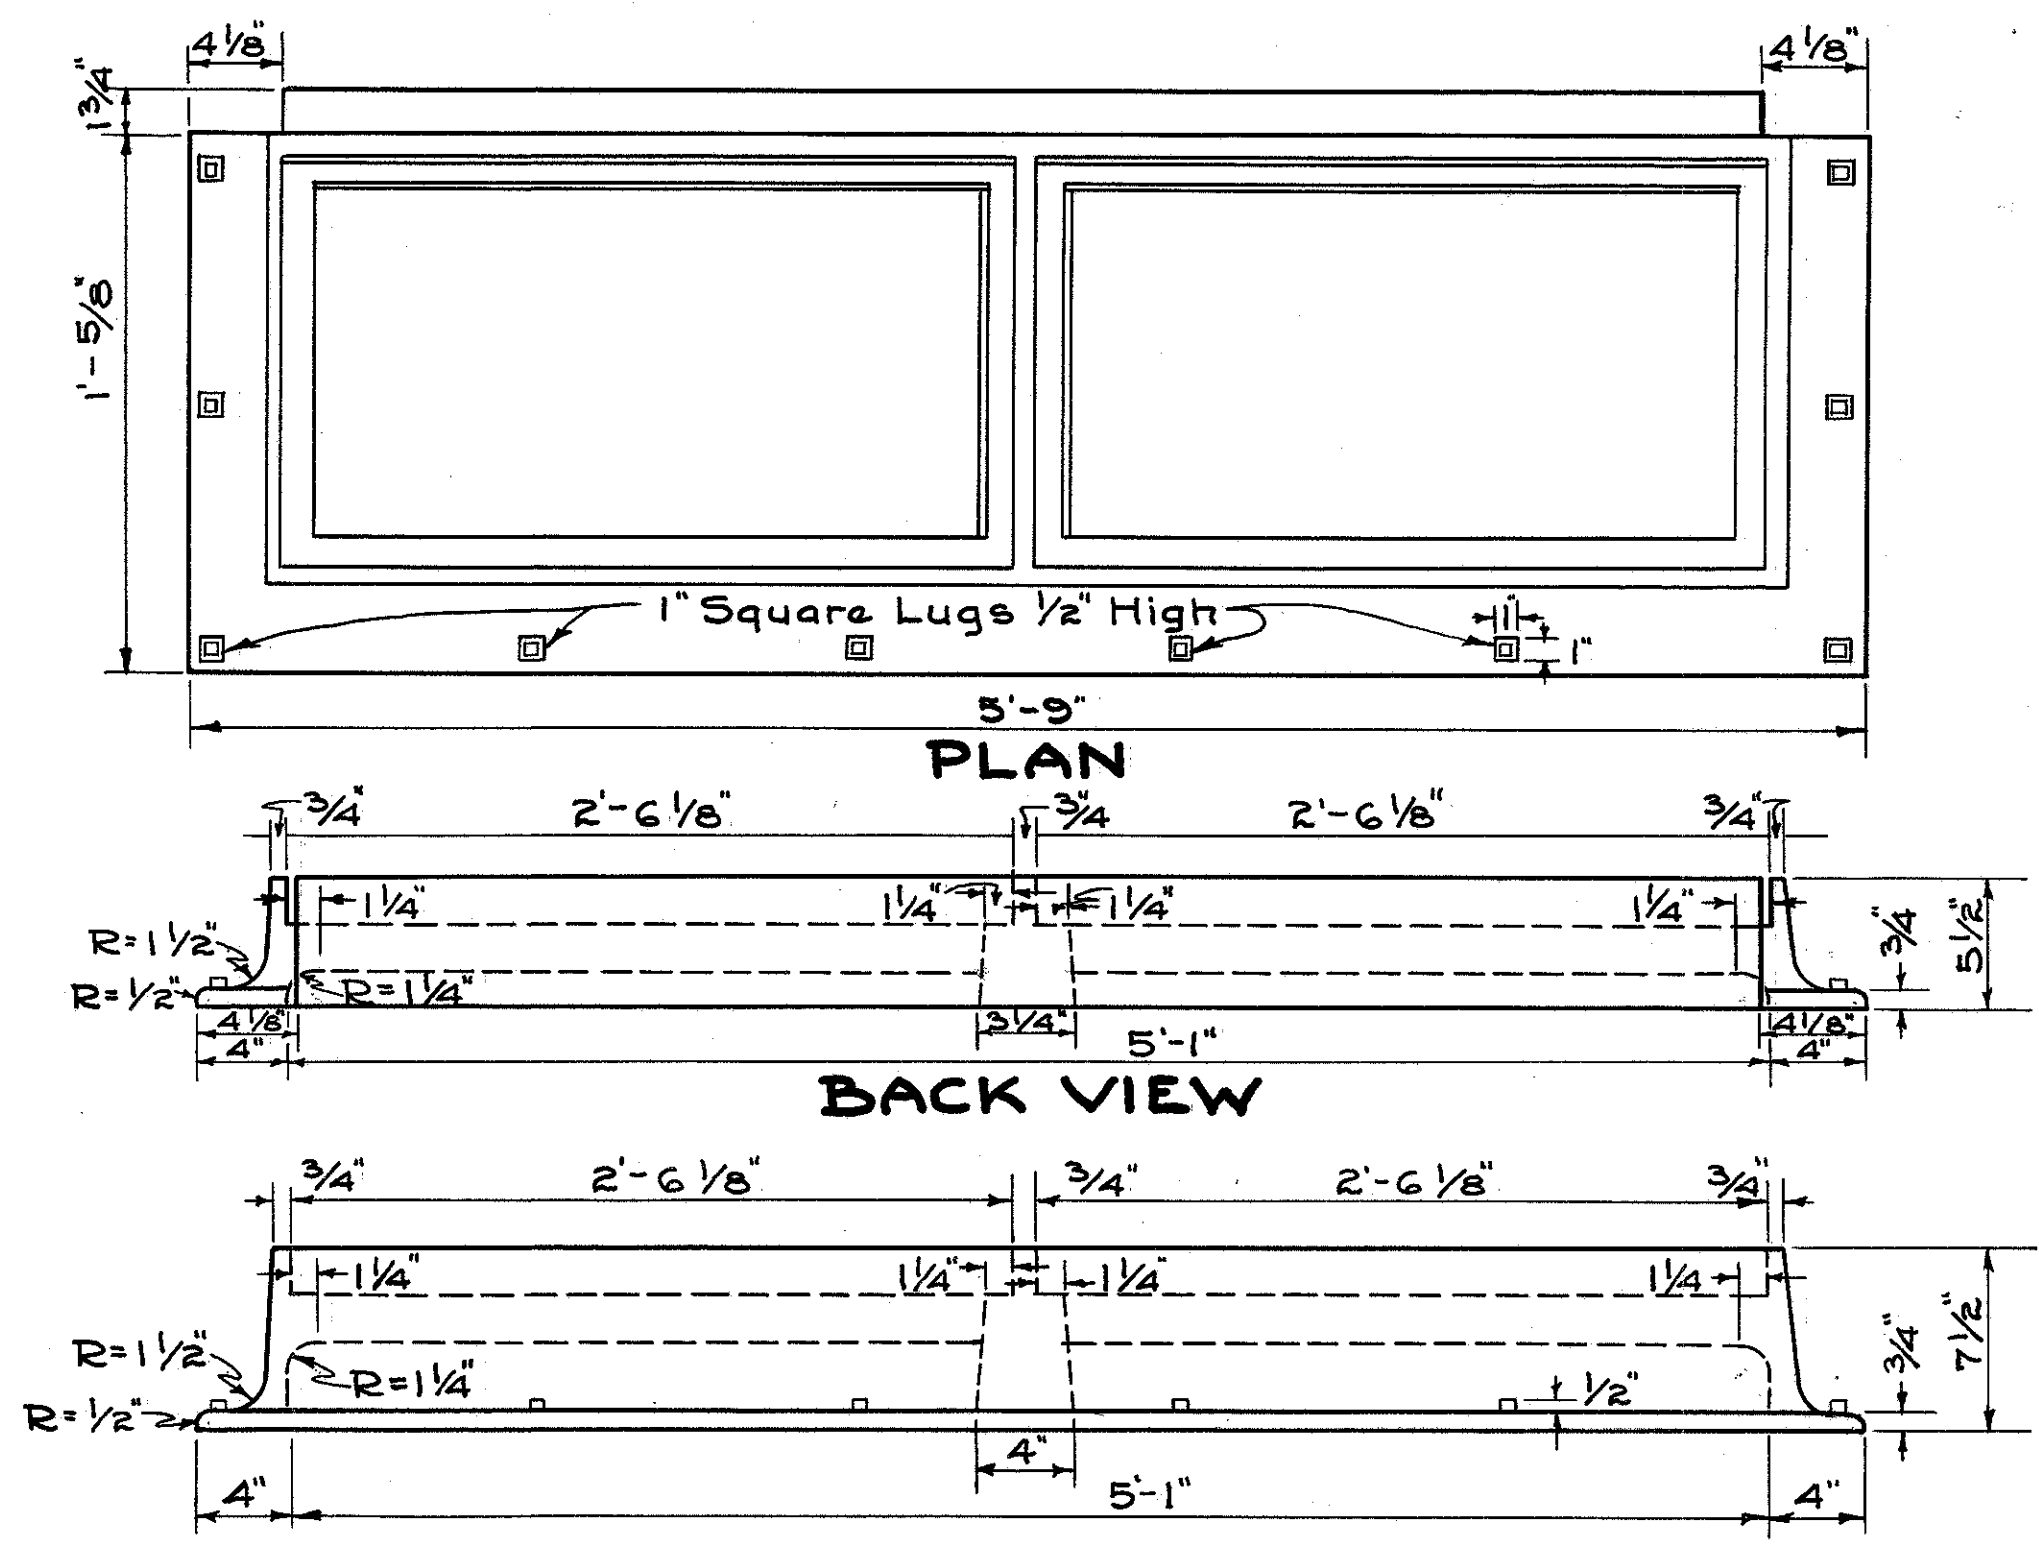 4 1/8" 4 1/8"
1 3/4"
1'-5/8"
1" Square Lugs 1/2" High 1"
1"
5'-9"
PLAN
3/4" 2'-6 1/8" 3/4" 2'-6 1/8" 3/4"
1 1/4" 1 1/4" 1 1/4" 1 1/4"
R=1 1/2" 3/4" 5 1/2"
R=1/2" R=1 1/4"
4 1/8" 3 1/4" 4 1/8"
4" 5'-1" 4"
BACK VIEW
3/4" 2'-6 1/8" 3/4" 2'-6 1/8" 3/4"
1 1/4" 1 1/4" 1 1/4" 1 1/4
R=1 1/2" 3/4" 7 1/2"
R=1 1/4" 1/2"
R=1/2"
4"
4" 5'-1" 4"